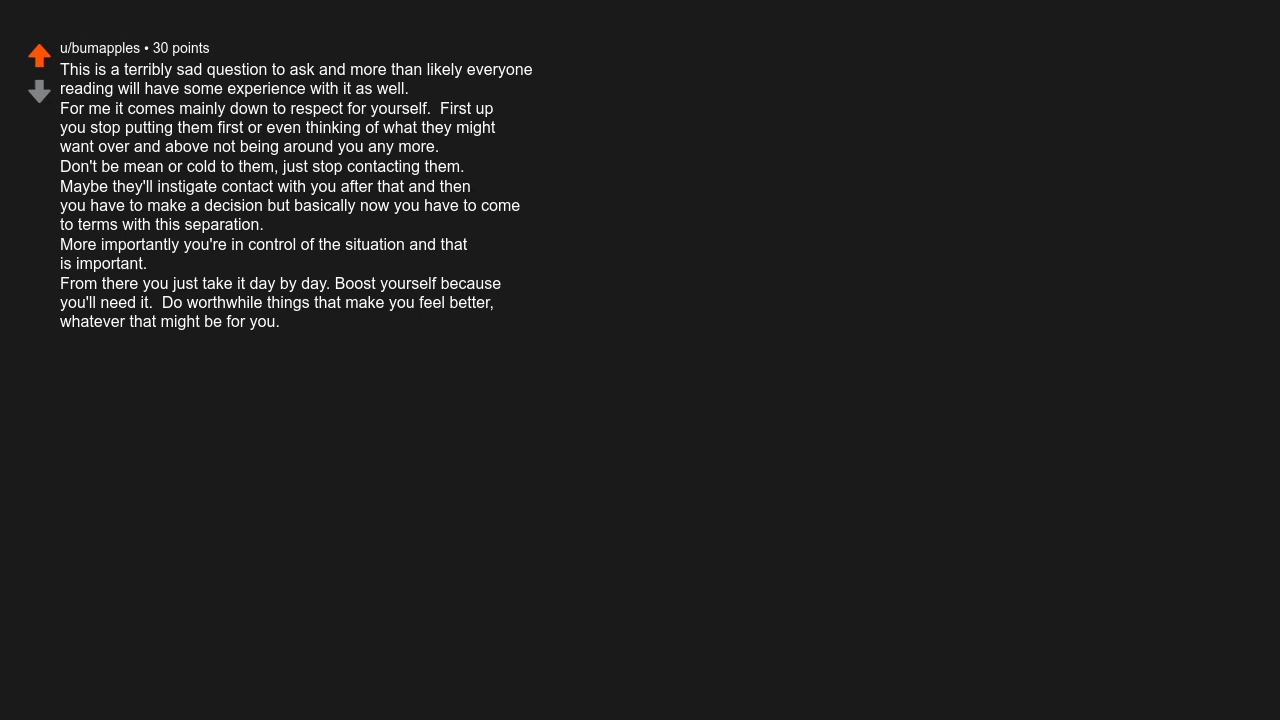 u/bumapples • 30 points
This is a terribly sad question to ask and more than likely everyone
reading will have some experience with it as well.
For me it comes mainly down to respect for yourself.  First up
you stop putting them first or even thinking of what they might
want over and above not being around you any more.
Don't be mean or cold to them, just stop contacting them.
Maybe they'll instigate contact with you after that and then
you have to make a decision but basically now you have to come
to terms with this separation.
More importantly you're in control of the situation and that
is important.
From there you just take it day by day. Boost yourself because
you'll need it.  Do worthwhile things that make you feel better,
whatever that might be for you.